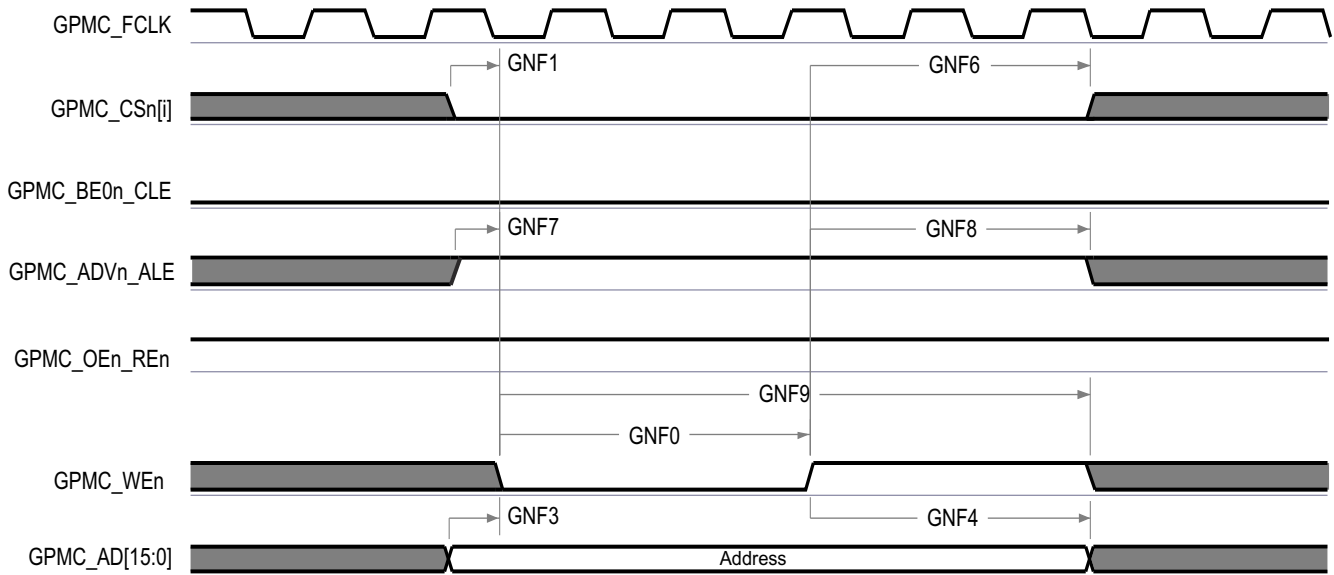 GPMC_FCLK
GNF1
GNF6
GPMC_CSn[i]
GPMC_BE0n_CLE
GNF7
GNF8
GPMC_ADVn_ALE
GPMC_OEn_REn
GNF9
GNF0
GPMC_WEn
GNF3
GNF4
GPMC_AD[15:0]
Address